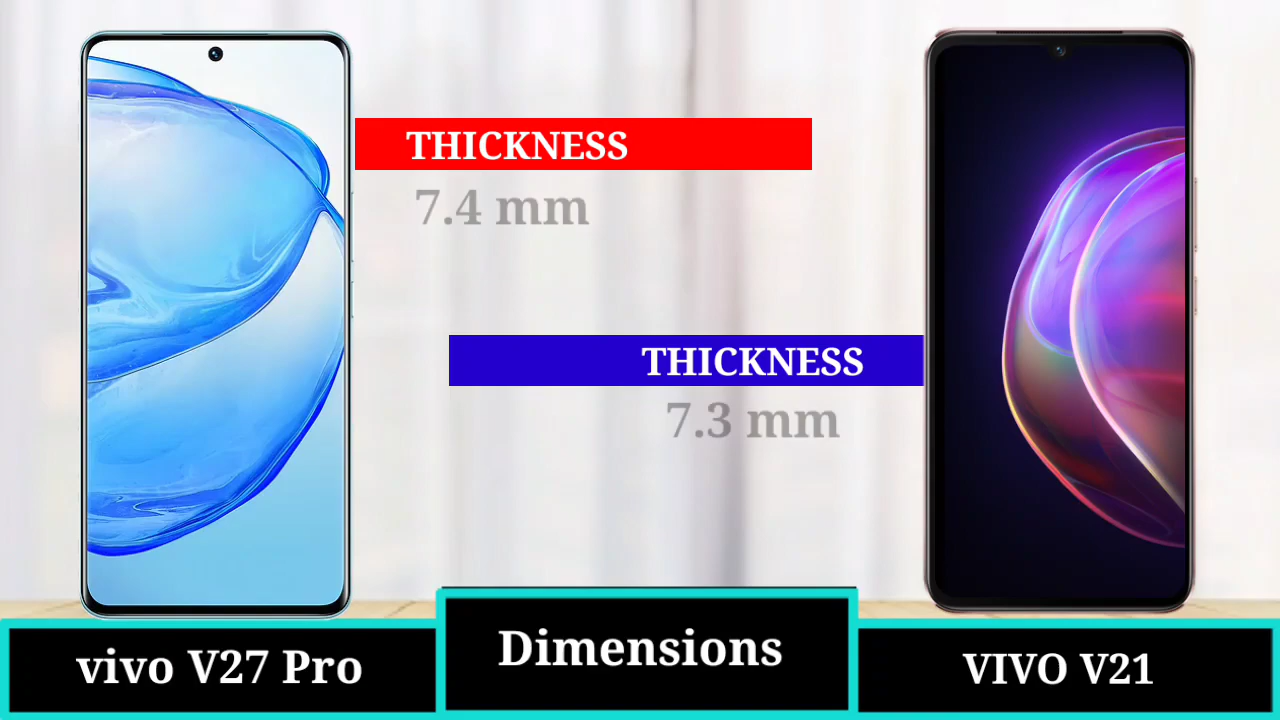 THICKNESS
7.4 mm
THICKNESS
7.3 mm
vivo V27 Pro
Dimensions
VIVO V21